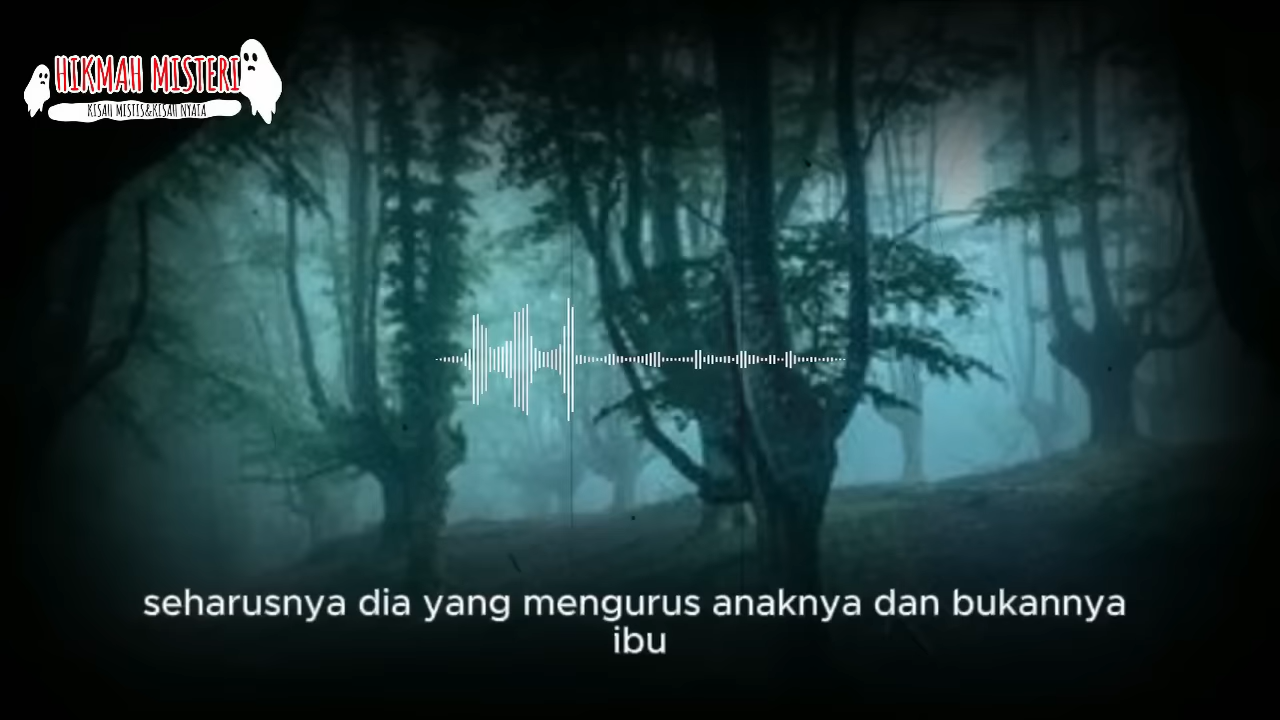 HIKMAH MISTERI
KISAH MISTIS&KISAH NYATA
seharusnya dia yang mengurus anaknya dan bukannya
ibu